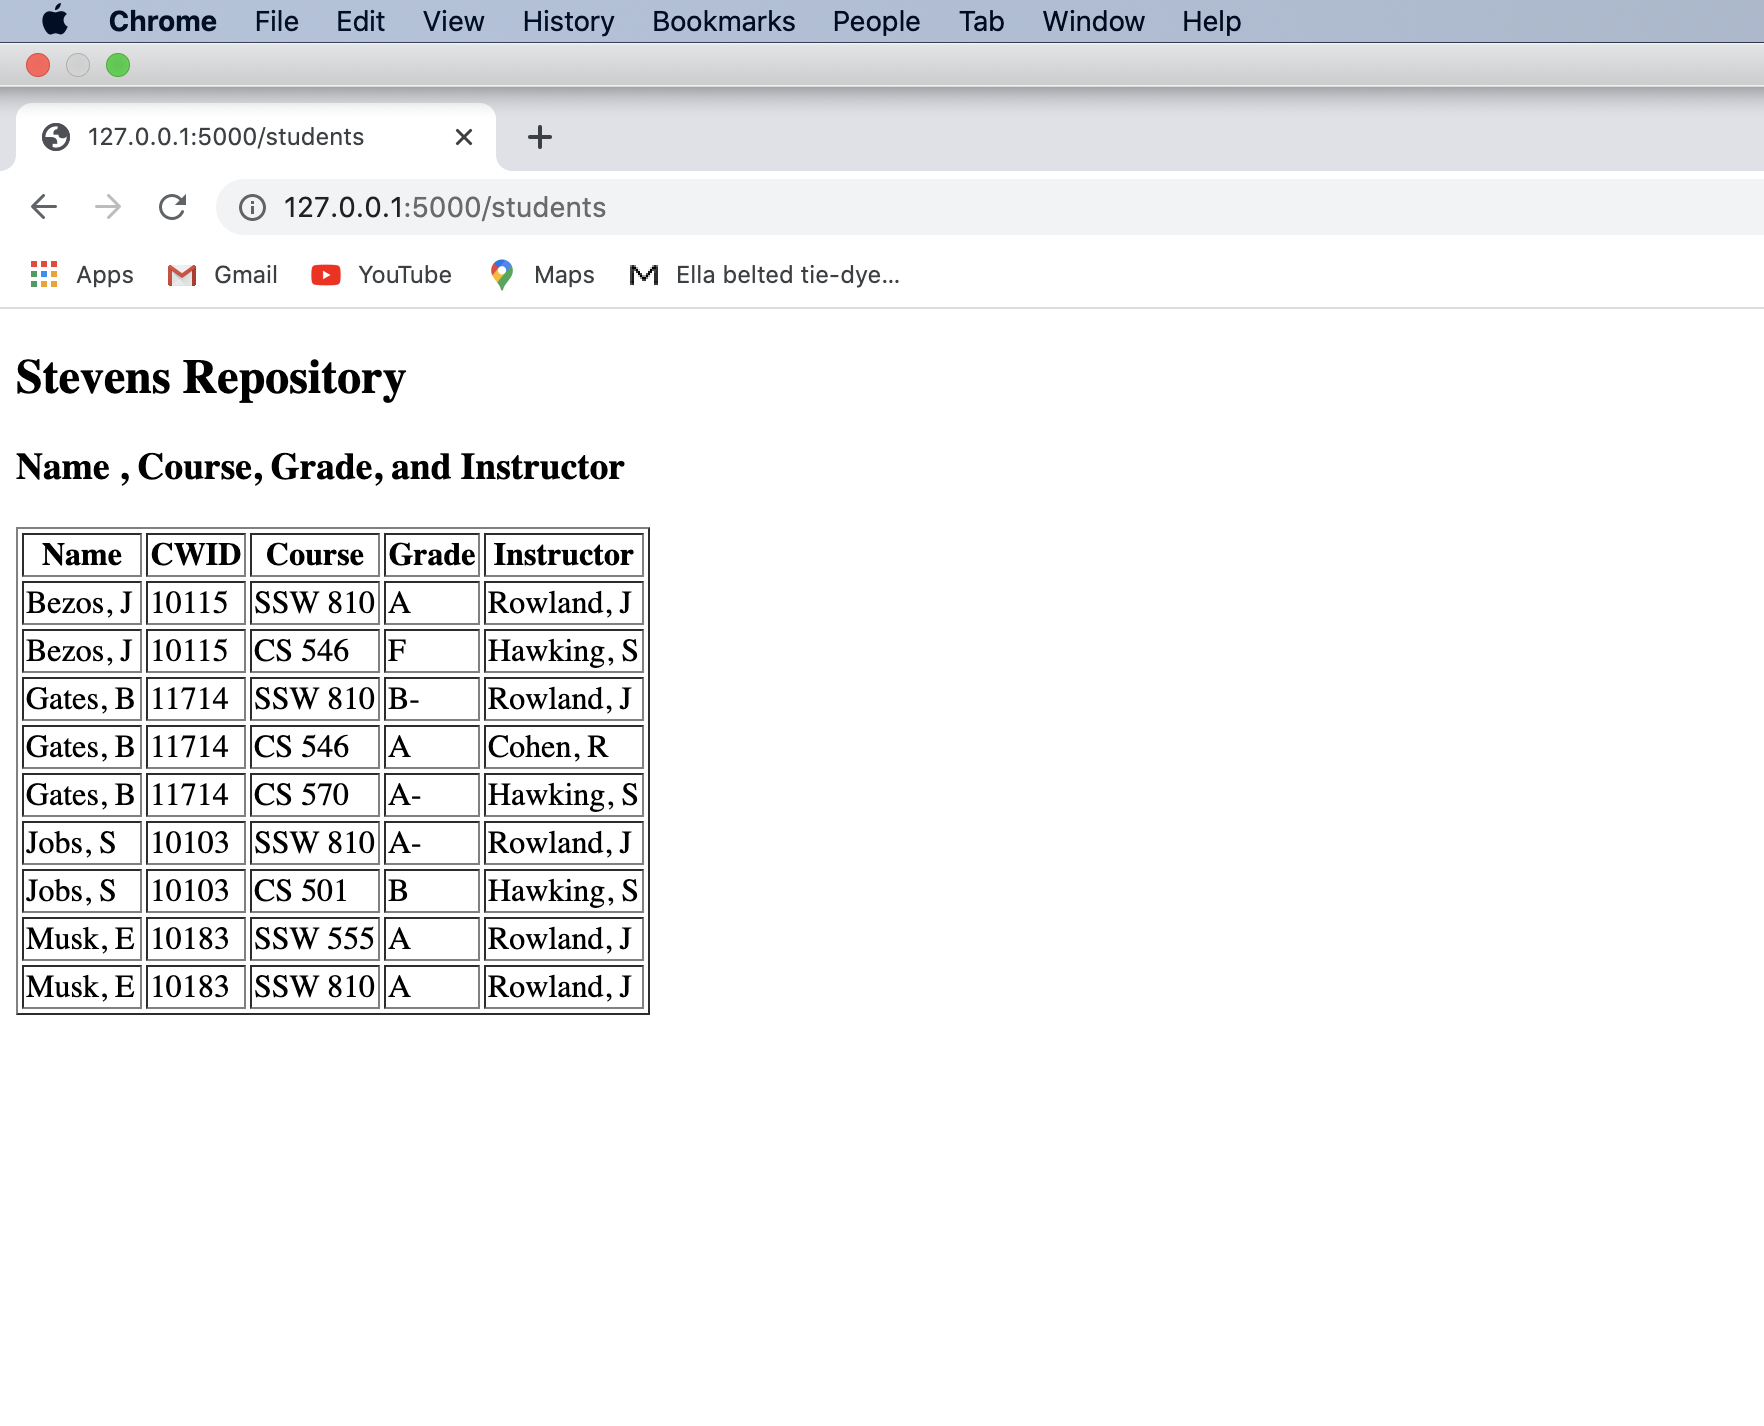 Chrome File Edit View History Bookmarks People Tab Window Help
127.0.0.1:5000/students
127.0.0.1:5000/students
Apps Gmail YouTube Maps Ella belted tie-dye...
Stevens Repository
Name , Course, Grade, and Instructor
Name CWID Course Grade Instructor
Bezos, J 10115 SSW 810 A Rowland, J
Bezos, J 10115 CS 546 F Hawking, S
Gates, B 11714 SSW 810 B- Rowland, J
Gates, B 11714 CS 546 A Cohen, R
Gates, B 11714 CS 570 A- Hawking, S
Jobs, S 10103 SSW 810 A- Rowland, J
Jobs, S 10103 CS 501 B Hawking, S
Musk, E 10183 SSW 555 A Rowland, J
Musk, E 10183 SSW 810 A Rowland, J